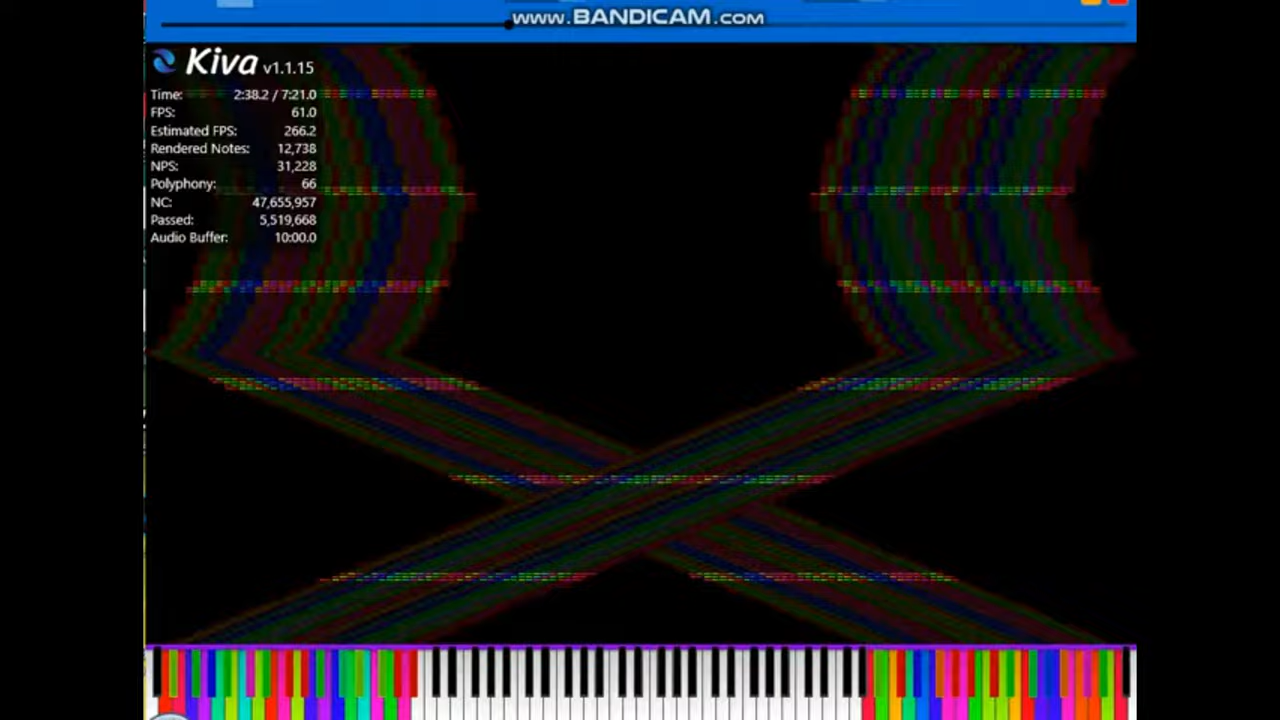 www.BANDICAM.com
Kiva v1.1.15
Time: 2:38.2 / 7:21.0
FPS: 61.0
Estimated FPS: 266.2
Rendered Notes: 12,738
NPS: 31,228
Polyphony: 66
NC: 47,655,957
Passed: 5,519,668
Audio Buffer: 10:00.0